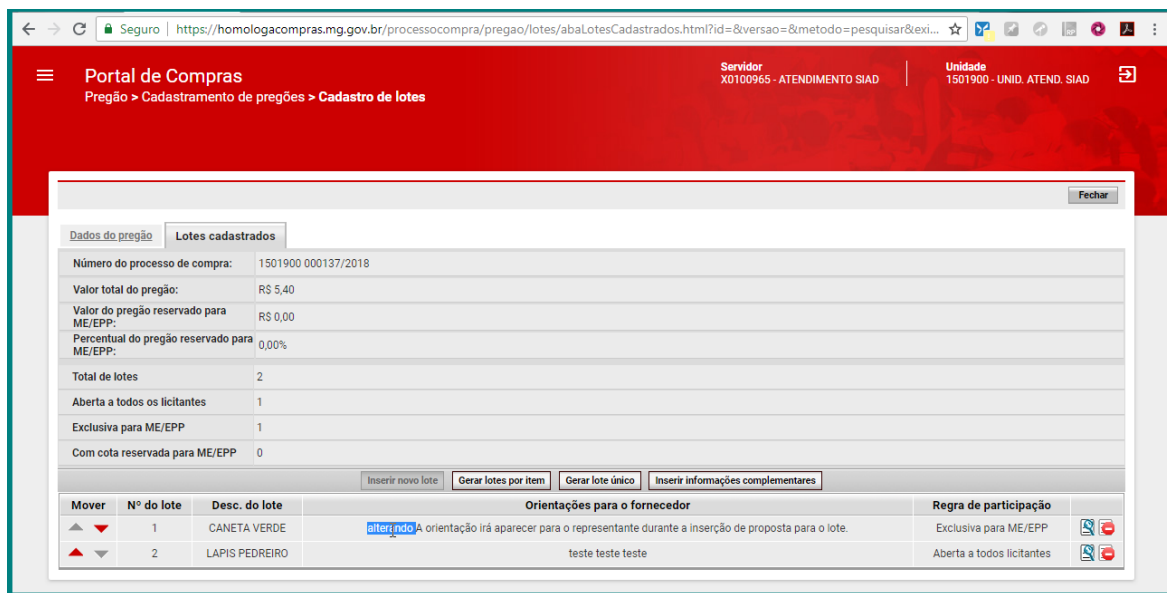 Seguro | https://homologacompras.mg.gov.br/processocompra/pregao/lotes/abaLotesCadastrados.html?id=&versao=&metodo=pesquisar&exi...
Portal de Compras
Pregão > Cadastramento de pregões > Cadastro de lotes
Servidor
X0100965 - ATENDIMENTO SIAD
Unidade
1501900 - UNID. ATEND. SIAD
Fechar
Dados do pregão Lotes cadastrados
Número do processo de compra: 1501900 000137/2018
Valor total do pregão: R$ 5,40
Valor do pregão reservado para
ME/EPP: R$ 0,00
Percentual do pregão reservado para
ME/EPP: 0,00%
Total de lotes 2
Aberta a todos os licitantes 1
Exclusiva para ME/EPP 1
Com cota reservada para ME/EPP 0
Inserir novo lote Gerar lotes por item Gerar lote único Inserir informações complementares
Mover Nº do lote Desc. do lote Orientações para o fornecedor Regra de participação
1 CANETA VERDE alterando A orientação irá aparecer para o representante durante a inserção de proposta para o lote. Exclusiva para ME/EPP
2 LAPIS PEDREIRO teste teste teste Aberta a todos licitantes